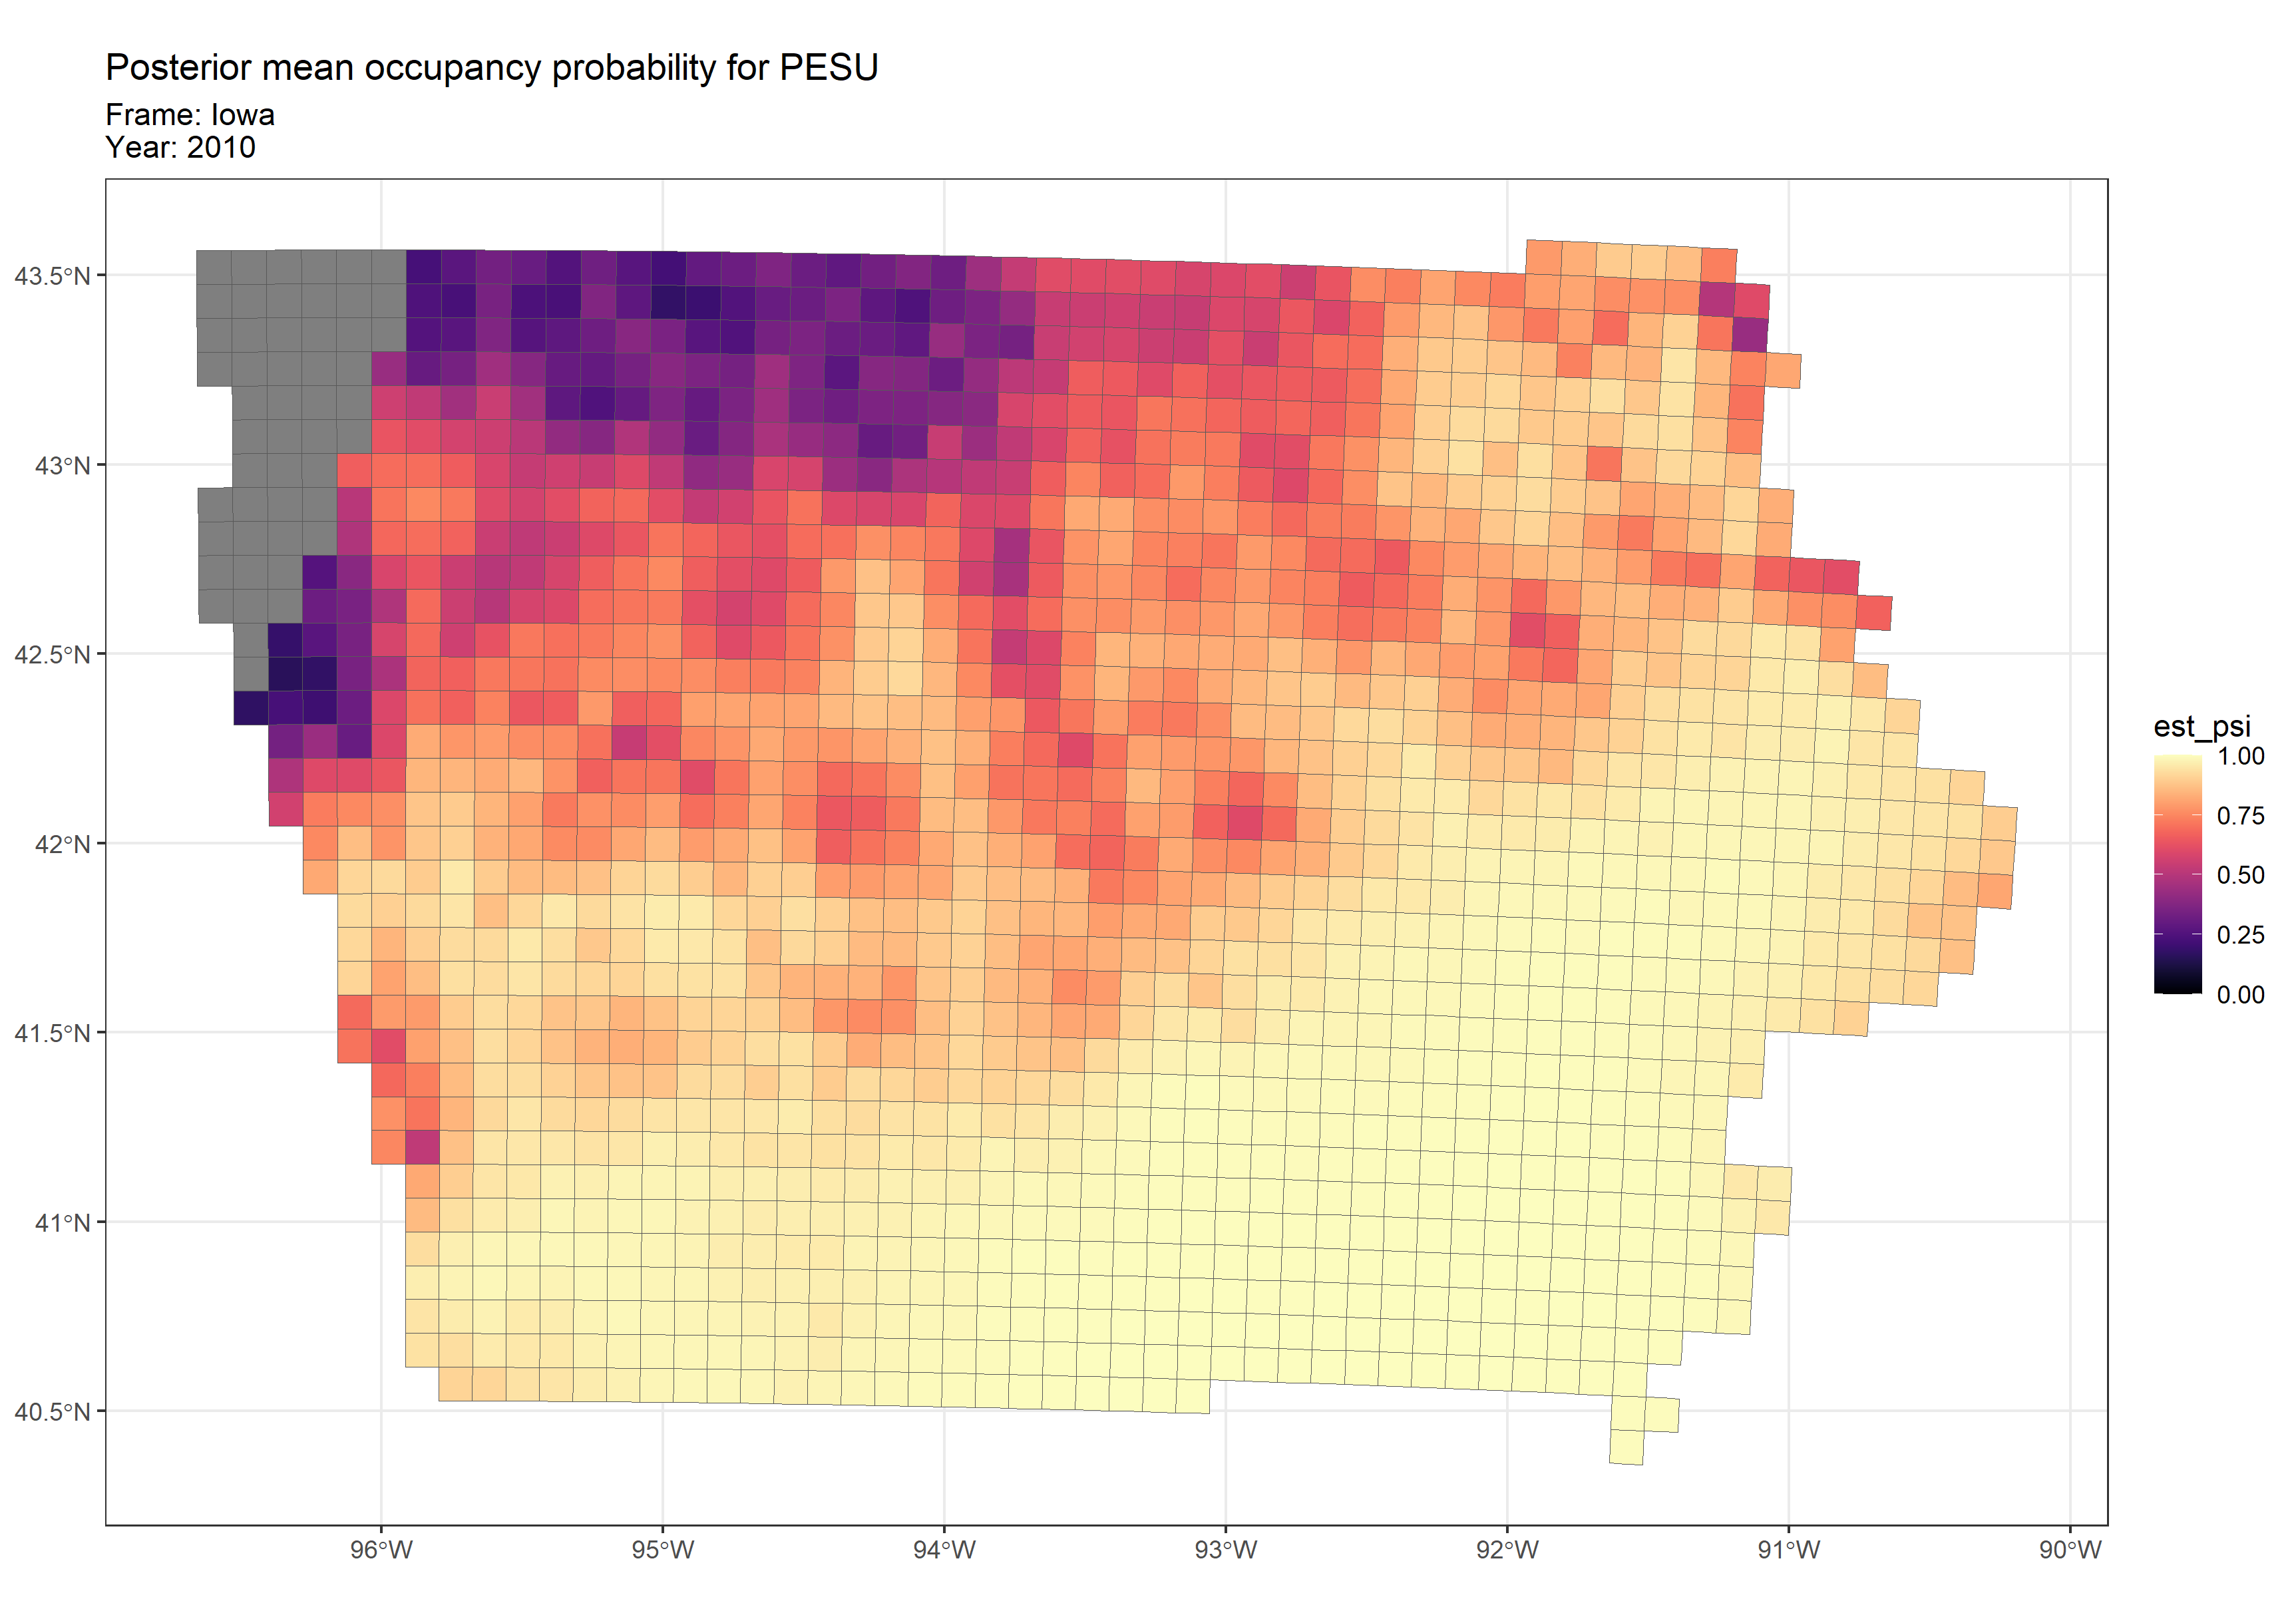 Posterior mean occupancy probability for PESU
Frame: Iowa
Year: 2010
43.5°N
43°N
42.5°N
42°N
41.5°N
41°N
40.5°N
96°W
95°W
94°W
93°W
92°W
91°W
90°W
est_psi
1.00
0.75
0.50
0.25
0.00